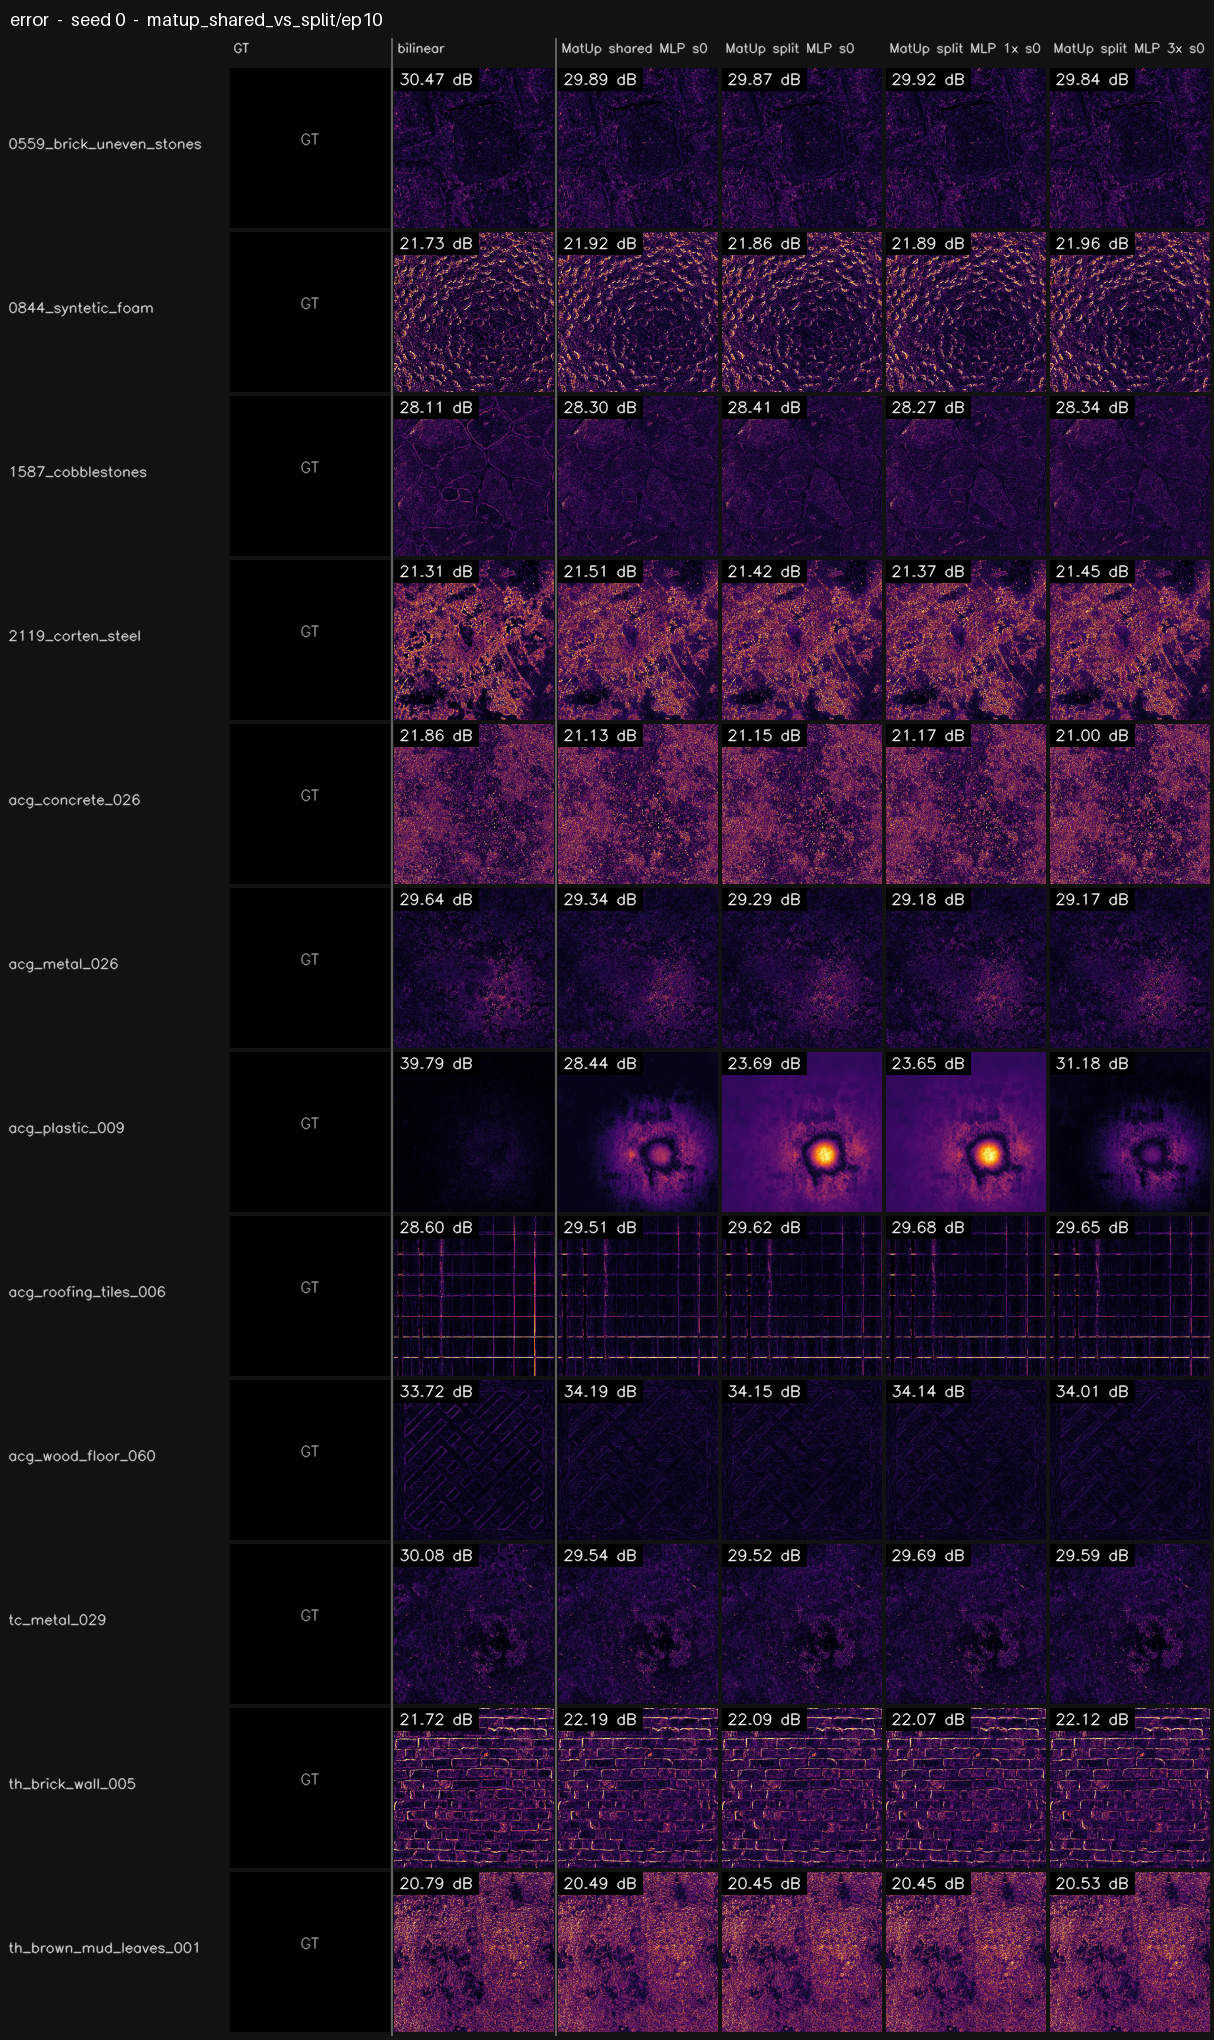 error - seed 0 - matup_shared_vs_split/ep10
GT bilinear MatUp shared MLP s0 MatUp split MLP s0 MatUp split MLP 1x s0 MatUp split MLP 3x s0
0559_brick_uneven_stones GT 30.47 dB 29.89 dB 29.87 dB 29.92 dB 29.84 dB
0844_syntetic_foam GT 21.73 dB 21.92 dB 21.86 dB 21.89 dB 21.96 dB
1587_cobblestones GT 28.11 dB 28.30 dB 28.41 dB 28.27 dB 28.34 dB
2119_corten_steel GT 21.31 dB 21.51 dB 21.42 dB 21.37 dB 21.45 dB
acg_concrete_026 GT 21.86 dB 21.13 dB 21.15 dB 21.17 dB 21.00 dB
acg_metal_026 GT 29.64 dB 29.34 dB 29.29 dB 29.18 dB 29.17 dB
acg_plastic_009 GT 39.79 dB 28.44 dB 23.69 dB 23.65 dB 31.18 dB
acg_roofing_tiles_006 GT 28.60 dB 29.51 dB 29.62 dB 29.68 dB 29.65 dB
acg_wood_floor_060 GT 33.72 dB 34.19 dB 34.15 dB 34.14 dB 34.01 dB
tc_metal_029 GT 30.08 dB 29.54 dB 29.52 dB 29.69 dB 29.59 dB
th_brick_wall_005 GT 21.72 dB 22.19 dB 22.09 dB 22.07 dB 22.12 dB
th_brown_mud_leaves_001 GT 20.79 dB 20.49 dB 20.45 dB 20.45 dB 20.53 dB